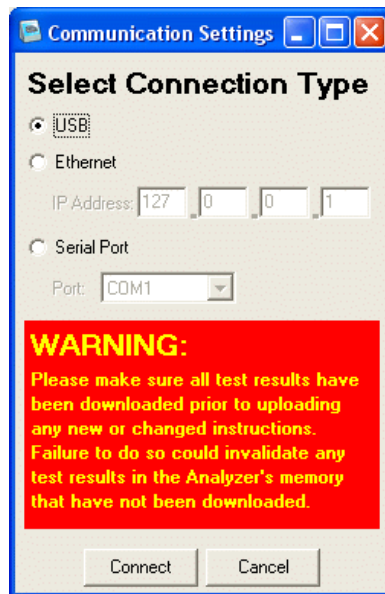 Communication Settings
Select Connection Type
USB
Ethernet
IP Address: 127 . 0 . 0 . 1
Serial Port
Port: COM1
WARNING:
Please make sure all test results have
been downloaded prior to uploading
any new or changed instructions.
Failure to do so could invalidate any
test results in the Analyzer's memory
that have not been downloaded.
Connect Cancel